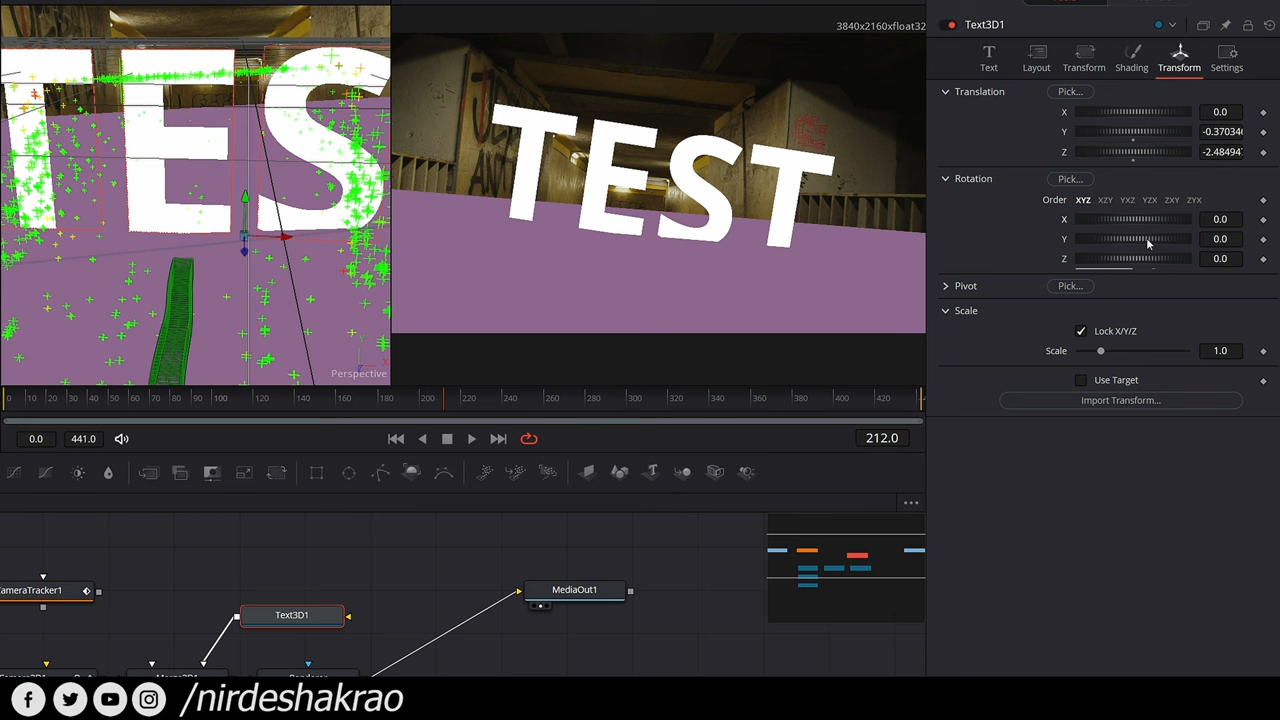 3840x2160xfloat32
Text3D1
Text
Layout
Transform
Shading
Transform
Settings
TES
TEST
Translation
Pick...
X
0.0
Y
Z
-2.48494
Rotation
Pick...
Order
XYZ
XZY
YXZ
YZX
ZXY
ZYX
X
0.0
Y
0.0
Z
0.0
Pivot
Pick...
Scale
Lock X/Y/Z
Scale
1.0
Use Target
Import Transform...
Perspective
0 10 20 30 40 50 60 70 80 90 100 120 140 160 180 200 220 240 260 280 300 320 340 360 380 400 420
0.0
441.0
212.0
CameraTracker1
Text3D1
MediaOut1
/nirdeshakrao